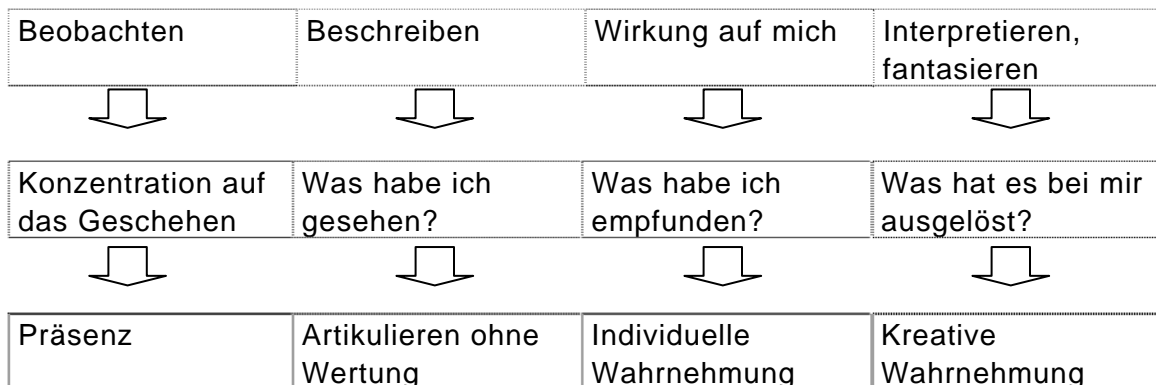 Beobachten
Beschreiben
Wirkung auf mich
Interpretieren,
fantasieren
Konzentration auf
das Geschehen
Was habe ich
gesehen?
Was habe ich
empfunden?
Was hat es bei mir
ausgelöst?
Präsenz
Artikulieren ohne
Wertung
Individuelle
Wahrnehmung
Kreative
Wahrnehmung